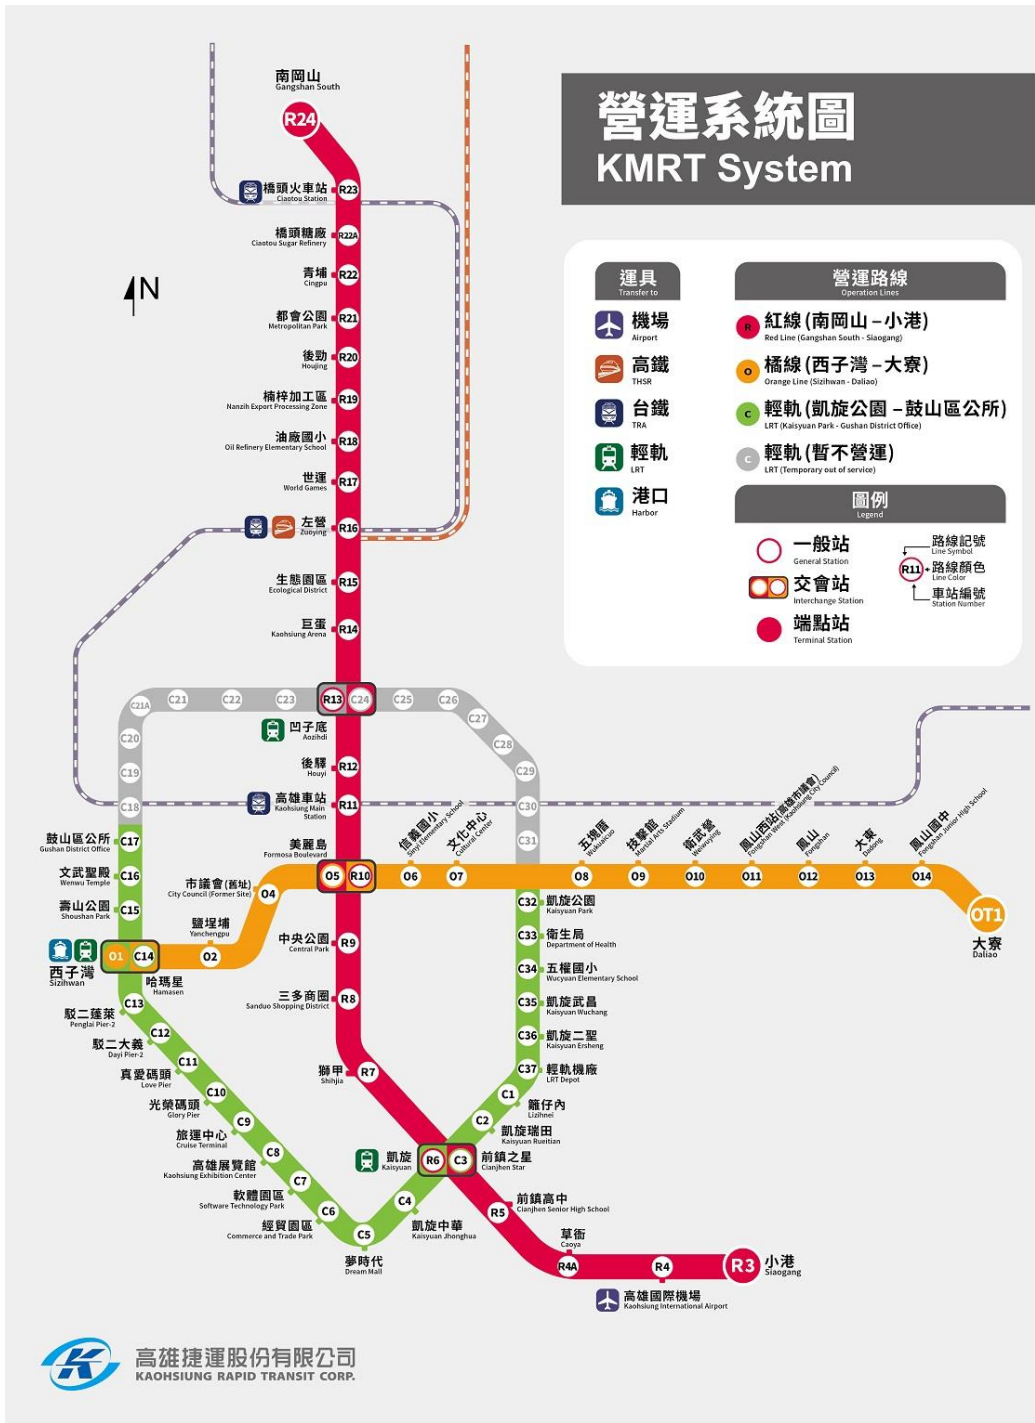 營運系統圖
KMRT System
運具
Transfer to
機場
Airport
高鐵
THSR
台鐵
TRA
輕軌
LRT
港口
Harbor
營運路線
Operation Lines
R 紅線 (南岡山 – 小港)
Red Line (Gangshan South - Siaogang)
O 橘線 (西子灣 – 大寮)
Orange Line (Sizihwan - Daliao)
C 輕軌 (凱旋公園 – 鼓山區公所)
LRT (Kaisyuan Park - Gushan District Office)
C 輕軌 (暫不營運)
LRT (Temporary out of service)
圖例
Legend
一般站
General Station
交會站
Interchange Station
端點站
Terminal Station
R11
路線記號
Line Symbol
路線顏色
Line Color
車站編號
Station Number
N
南岡山
Gangshan South
R24
橋頭火車站 R23
Ciaotou Station
橋頭糖廠 R22A
Ciaotou Sugar Refinery
青埔 R22
Cingpu
都會公園 R21
Metropolitan Park
後勁 R20
Houjing
楠梓加工區 R19
Nanzih Export Processing Zone
油廠國小 R18
Oil Refinery Elementary School
世運 R17
World Games
左營 R16
Zuoying
生態園區 R15
Ecological District
巨蛋 R14
Kaohsiung Arena
C21A C21 C22 C23 R13 C24 C25 C26
C27
C28
C29
C30
C31
C20
C19
C18
凹子底
Aozihdi
後驛 R12
Houyi
高雄車站 R11
Kaohsiung Main
Station
美麗島
Formosa Boulevard
O5 R10
信義國小
Sinyi Elementary School
O6
文化中心
Cultural Center
O7
五塊厝
Wukuaicuo
O8
技擊館
Martial Arts Stadium
O9
衛武營
Weiwuying
O10
鳳山西站(高雄市議會)
Fongshan West (Kaohsiung City Council)
O11
鳳山
Fongshan
O12
大東
Dadong
O13
鳳山國中
Fongshan Junior High School
O14
OT1
大寮
Daliao
鼓山區公所 C17
Gushan District Office
文武聖殿 C16
Wenwu Temple
壽山公園 C15
Shoushan Park
市議會 (舊址) O4
City Council (Former Site)
鹽埕埔
Yanchengpu
O2
O1 C14
西子灣
Sizihwan
哈瑪星
Hamasen
中央公園 R9
Central Park
三多商圈 R8
Sanduo Shopping District
獅甲 R7
Shihjia
C32 凱旋公園
Kaisyuan Park
C33 衛生局
Department of Health
C34 五權國小
Wucyuan Elementary School
C35 凱旋武昌
Kaisyuan Wuchang
C36 凱旋二聖
Kaisyuan Ersheng
C37 輕軌機廠
LRT Depot
C1 籬仔內
Lizihnei
C2 凱旋瑞田
Kaisyuan Rueitian
凱旋 R6 C3 前鎮之星
Kaisyuan Cianjhen Star
C4 凱旋中華
Kaisyuan Jhonghua
C13
駁二蓬萊
Penglai Pier-2
C12
駁二大義
Dayi Pier-2
C11
真愛碼頭
Love Pier
C10
光榮碼頭
Glory Pier
C9
旅運中心
Cruise Terminal
C8
高雄展覽館
Kaohsiung Exhibition Center
C7
軟體園區
Software Technology Park
C6
經貿園區
Commerce and Trade Park
C5
夢時代
Dream Mall
R5 前鎮高中
Cianjhen Senior High School
草衙
Caoya
R4A
R4
高雄國際機場
Kaohsiung International Airport
R3 小港
Siaogang
高雄捷運股份有限公司
KAOHSIUNG RAPID TRANSIT CORP.